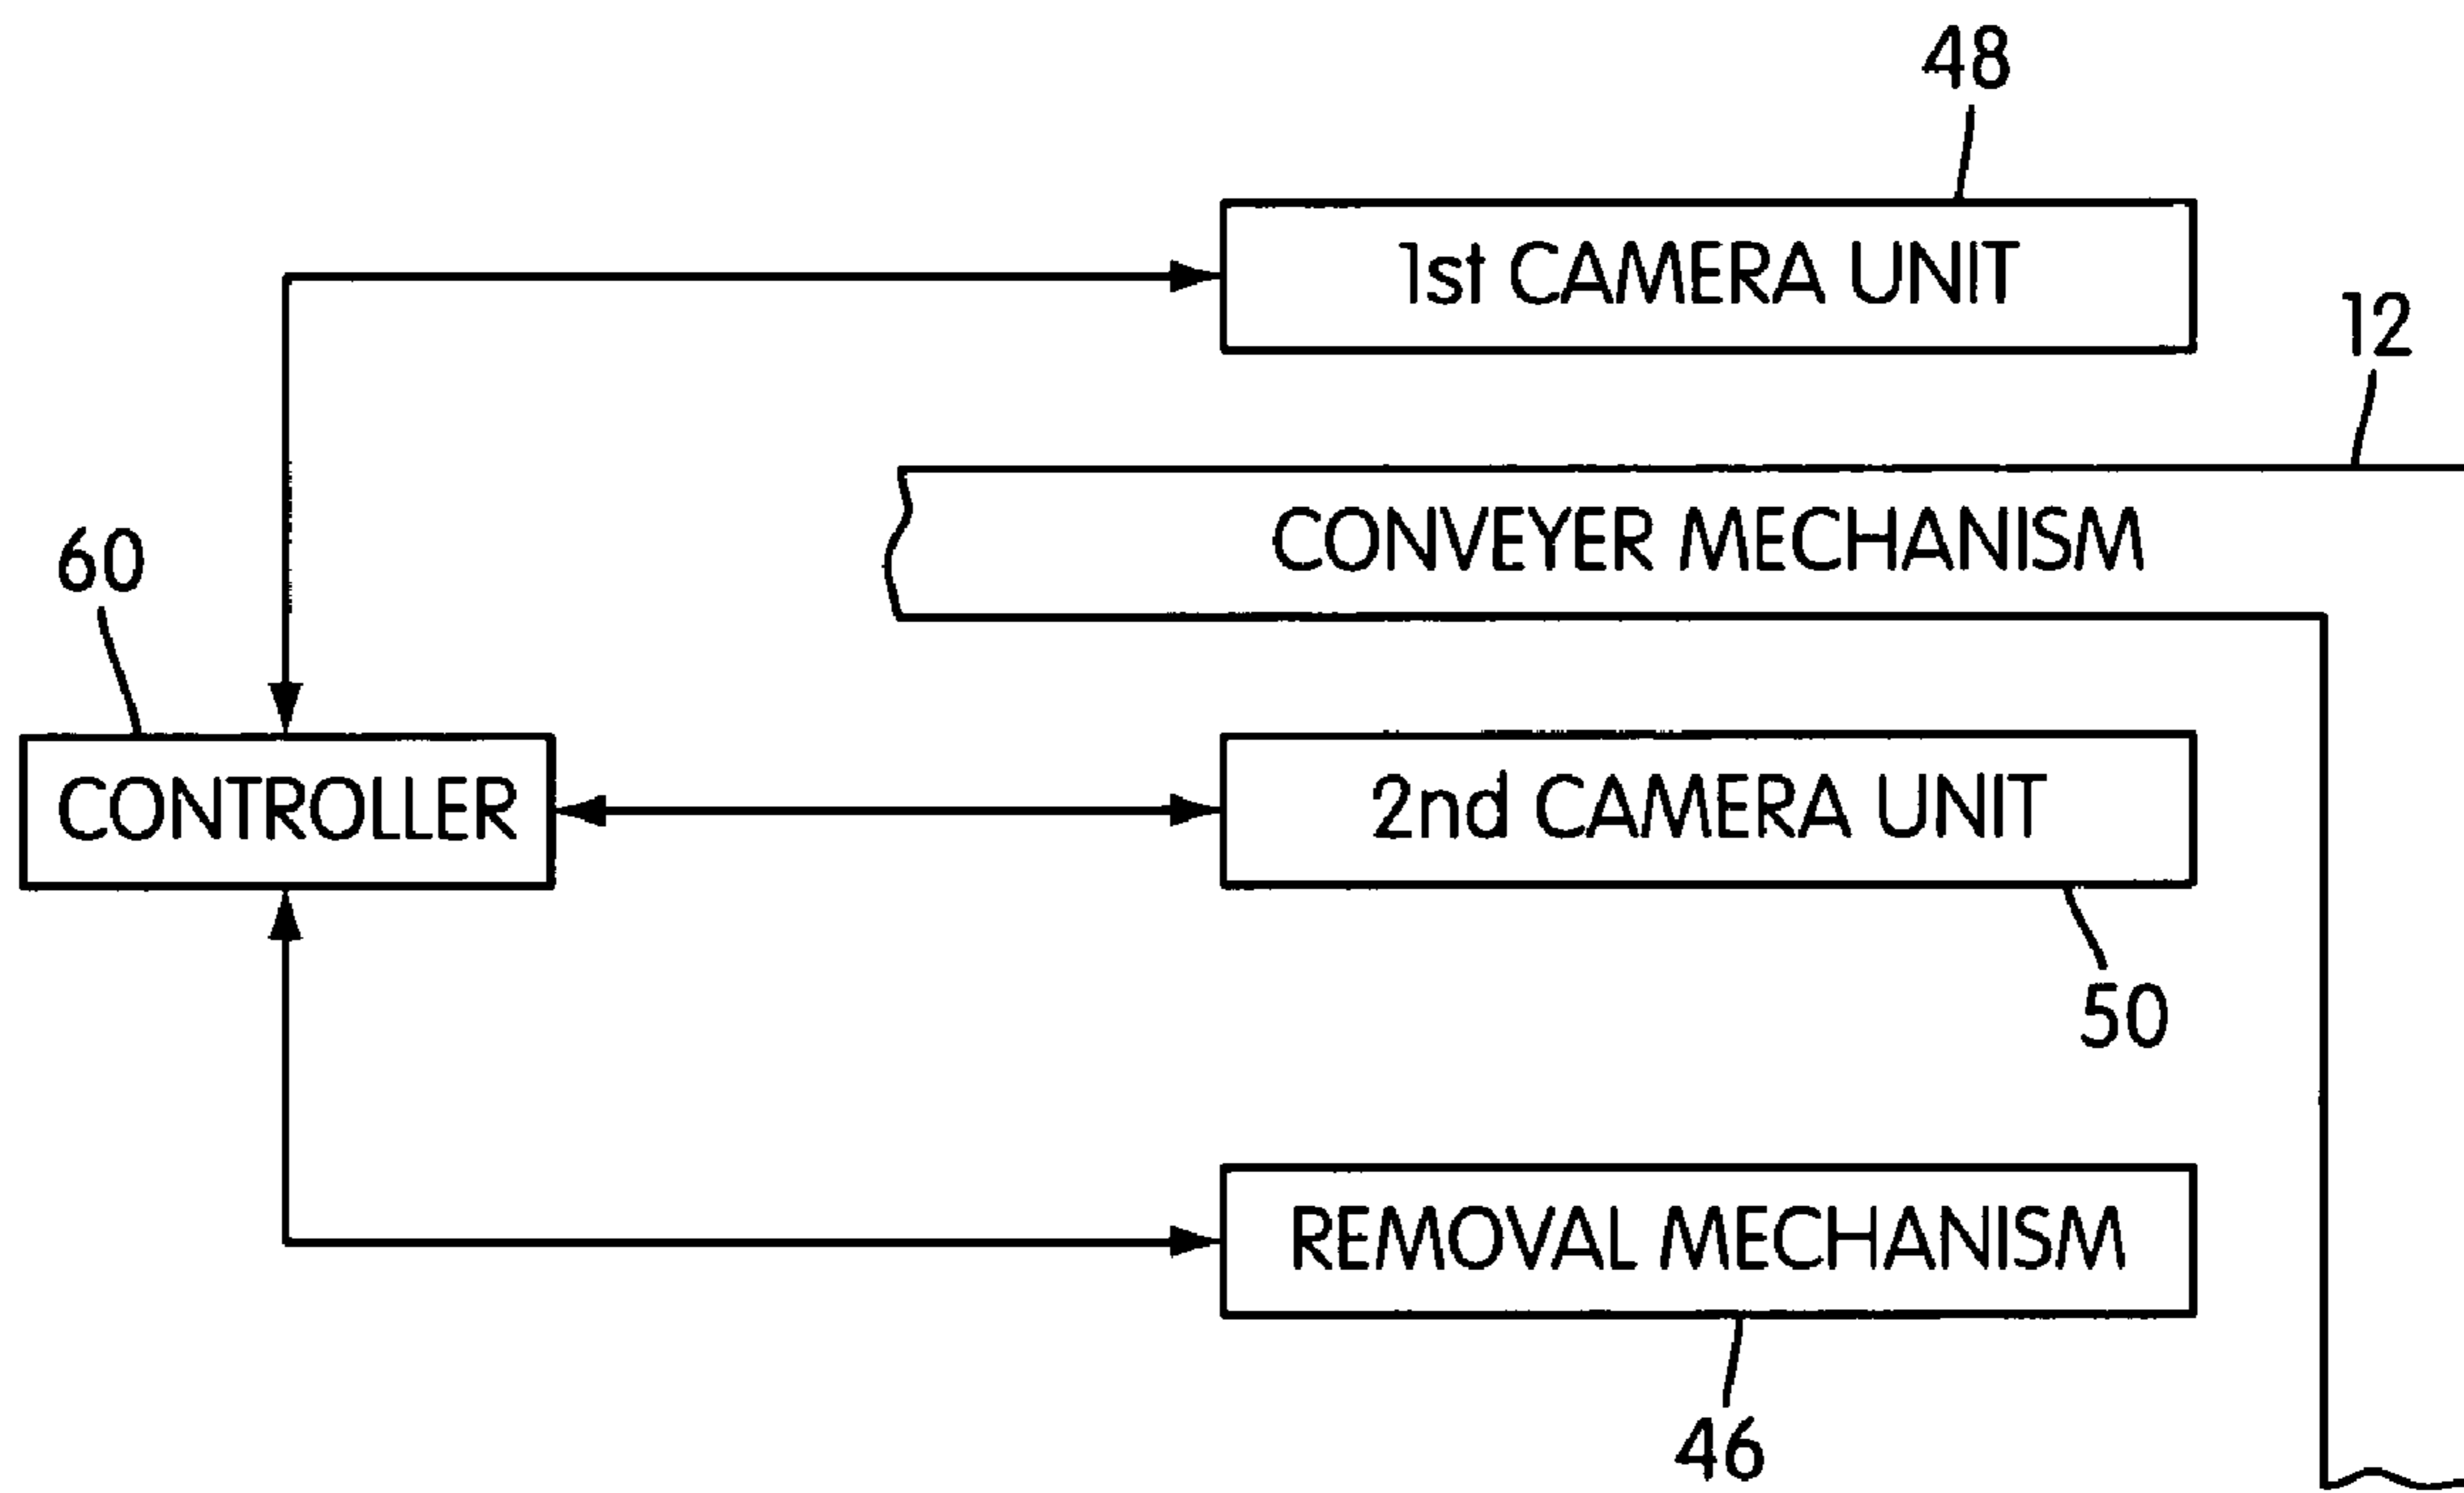 48
1st CAMERA UNIT
12
CONVEYER MECHANISM
60
CONTROLLER
2nd CAMERA UNIT
50
REMOVAL MECHANISM
46